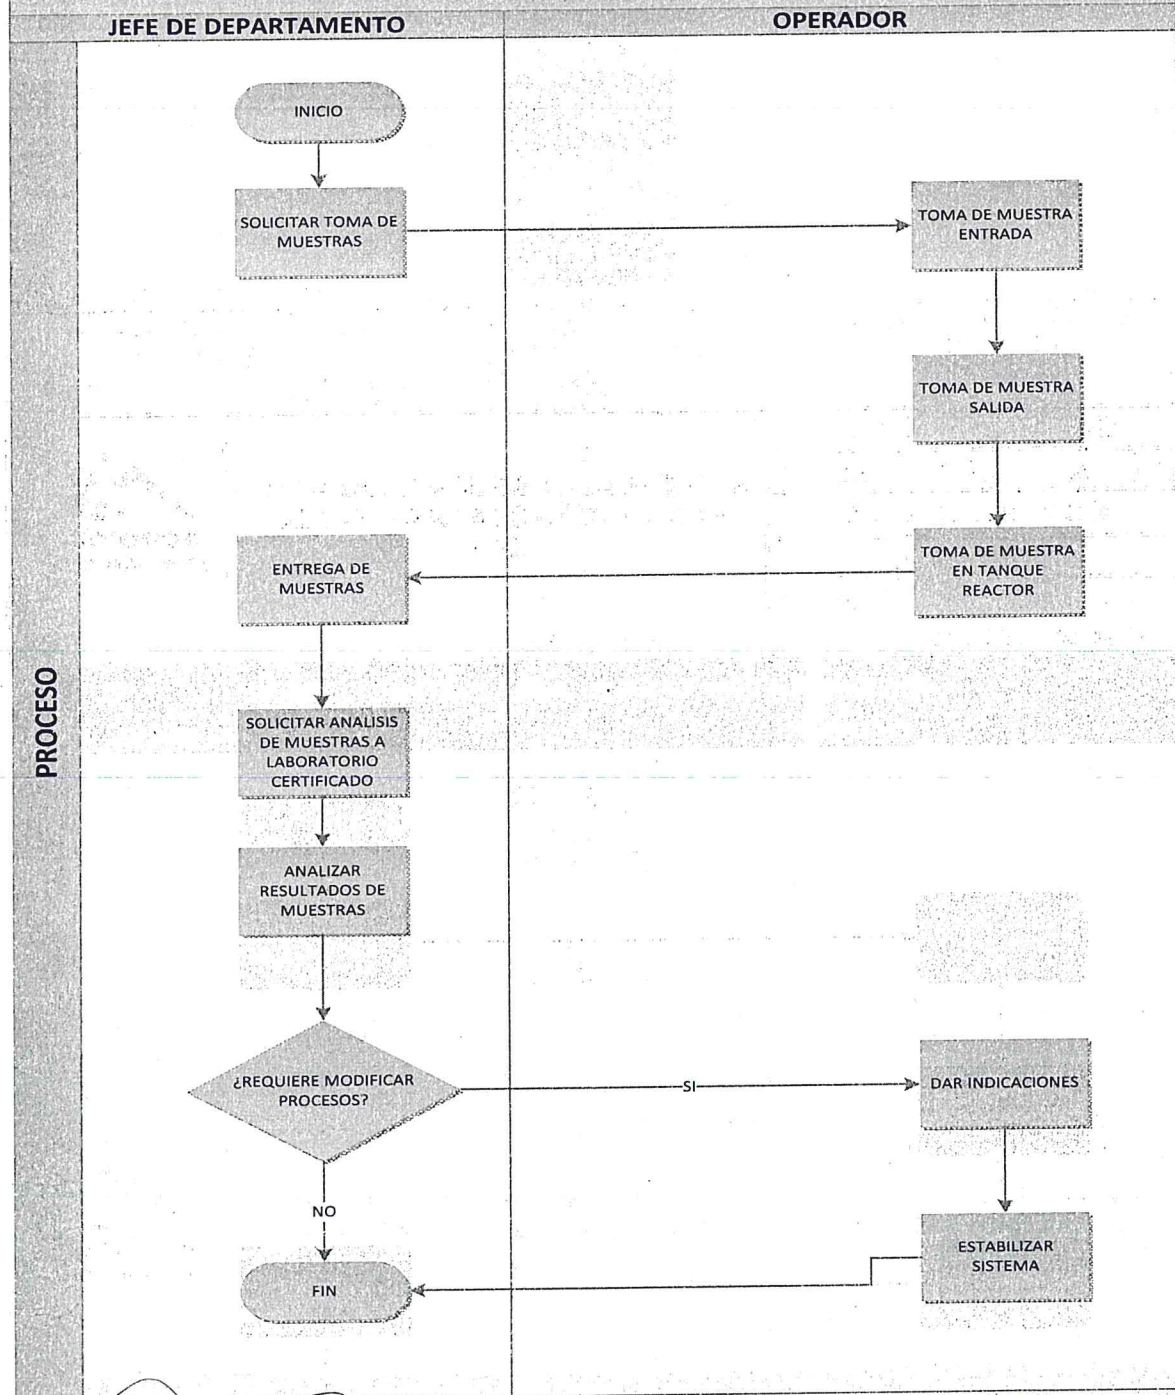 JEFE DE DEPARTAMENTO
OPERADOR
PROCESO
INICIO
SOLICITAR TOMA DE
MUESTRAS
TOMA DE MUESTRA
ENTRADA
TOMA DE MUESTRA
SALIDA
TOMA DE MUESTRA
EN TANQUE
REACTOR
ENTREGA DE
MUESTRAS
SOLICITAR ANALISIS
DE MUESTRAS A
LABORATORIO
CERTIFICADO
ANALIZAR
RESULTADOS DE
MUESTRAS
¿REQUIERE MODIFICAR
PROCESOS?
SI
DAR INDICACIONES
NO
ESTABILIZAR
SISTEMA
FIN